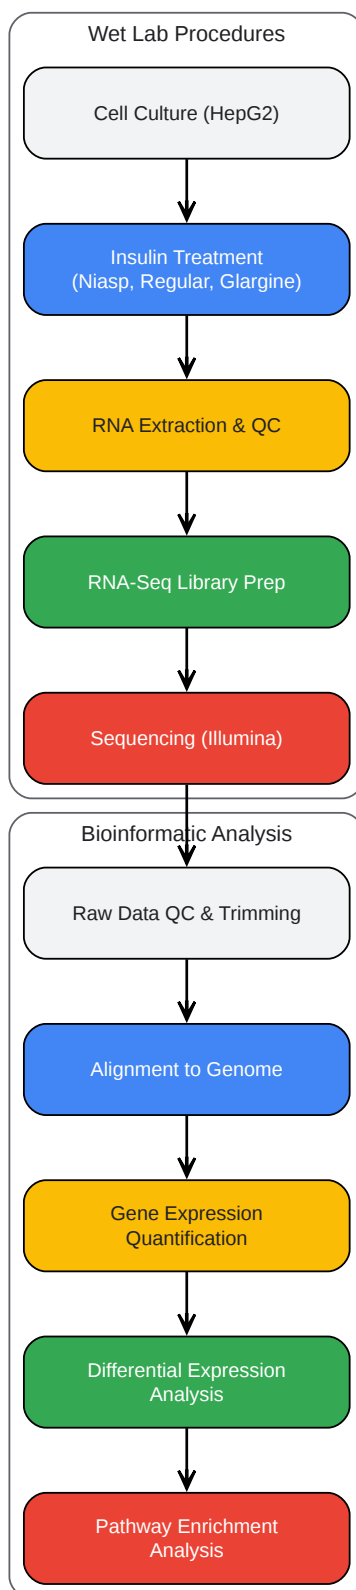 Wet Lab Procedures
Cell Culture (HepG2)
Insulin Treatment
(Niasp, Regular, Glargine)
RNA Extraction & QC
RNA-Seq Library Prep
Sequencing (Illumina)
Bioinformatic Analysis
Raw Data QC & Trimming
Alignment to Genome
Gene Expression
Quantification
Differential Expression
Analysis
Pathway Enrichment
Analysis